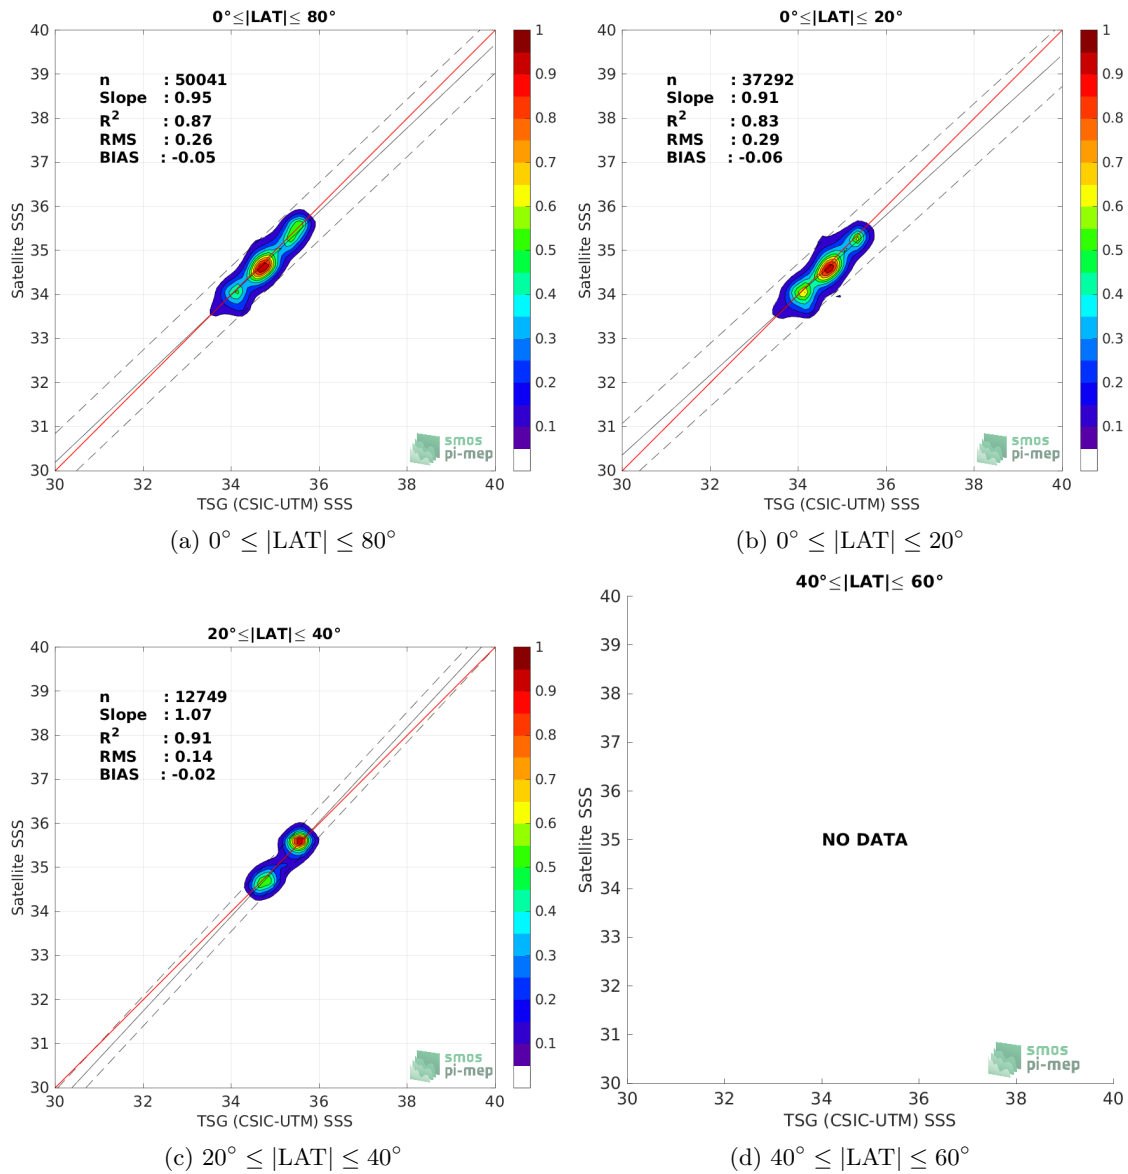 0°≤|LAT|≤ 80°
n : 50041
Slope : 0.95
R² : 0.87
RMS : 0.26
BIAS : -0.05
40
39
38
37
36
35
34
33
32
31
30
Satellite SSS
30 32 34 36 38 40
TSG (CSIC-UTM) SSS
1
0.9
0.8
0.7
0.6
0.5
0.4
0.3
0.2
0.1
smos
pi-mep
(a) 0° ≤ |LAT| ≤ 80°
0°≤|LAT|≤ 20°
n : 37292
Slope : 0.91
R² : 0.83
RMS : 0.29
BIAS : -0.06
40
39
38
37
36
35
34
33
32
31
30
Satellite SSS
30 32 34 36 38 40
TSG (CSIC-UTM) SSS
1
0.9
0.8
0.7
0.6
0.5
0.4
0.3
0.2
0.1
smos
pi-mep
(b) 0° ≤ |LAT| ≤ 20°
20°≤|LAT|≤ 40°
n : 12749
Slope : 1.07
R² : 0.91
RMS : 0.14
BIAS : -0.02
40
39
38
37
36
35
34
33
32
31
30
Satellite SSS
30 32 34 36 38 40
TSG (CSIC-UTM) SSS
1
0.9
0.8
0.7
0.6
0.5
0.4
0.3
0.2
0.1
smos
pi-mep
(c) 20° ≤ |LAT| ≤ 40°
40°≤|LAT|≤ 60°
40
39
38
37
36
35
34
33
32
31
30
Satellite SSS
NO DATA
30 32 34 36 38 40
TSG (CSIC-UTM) SSS
smos
pi-mep
(d) 40° ≤ |LAT| ≤ 60°